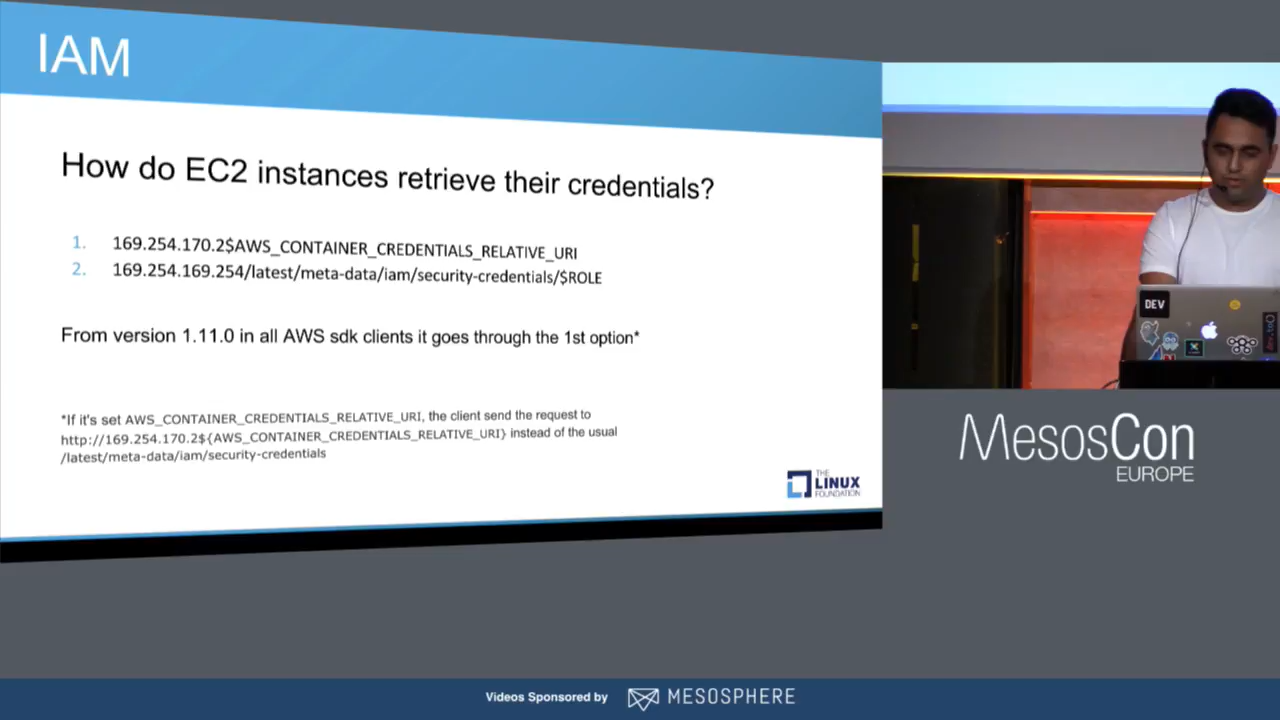 IAM
How do EC2 instances retrieve their credentials?
1. 169.254.170.2$AWS_CONTAINER_CREDENTIALS_RELATIVE_URI
2. 169.254.169.254/latest/meta-data/iam/security-credentials/$ROLE
From version 1.11.0 in all AWS sdk clients it goes through the 1st option*
*If it's set AWS_CONTAINER_CREDENTIALS_RELATIVE_URI, the client send the request to
http://169.254.170.2${AWS_CONTAINER_CREDENTIALS_RELATIVE_URI} instead of the usual
/latest/meta-data/iam/security-credentials
THE
LINUX
FOUNDATION
DEV
MesosCon
EUROPE
Videos Sponsored by MESOSPHERE